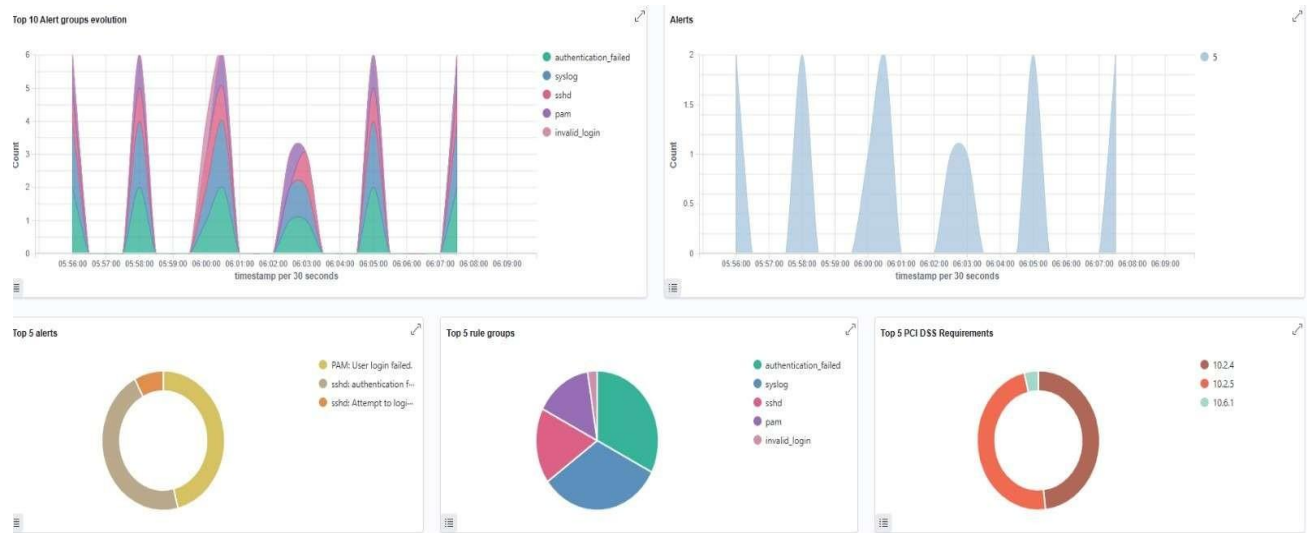 Top 10 Alert groups evolution
6
5
4
3
2
1
0
Count
05:56:00 05:57:00 05:58:00 05:59:00 06:00:00 06:01:00 06:02:00 06:03:00 06:04:00 06:05:00 06:06:00 06:07:00 06:08:00 06:09:00
timestamp per 30 seconds
authentication_failed
syslog
sshd
pam
invalid_login
Alerts
2
1.5
1
0.5
0
Count
05:56:00 05:57:00 05:58:00 05:59:00 06:00:00 06:01:00 06:02:00 06:03:00 06:04:00 06:05:00 06:06:00 06:07:00 06:08:00 06:09:00
timestamp per 30 seconds
5
Top 5 alerts
PAM: User login failed.
sshd: authentication f...
sshd: Attempt to logi...
Top 5 rule groups
authentication_failed
syslog
sshd
pam
invalid_login
Top 5 PCI DSS Requirements
10.2.4
10.2.5
10.6.1